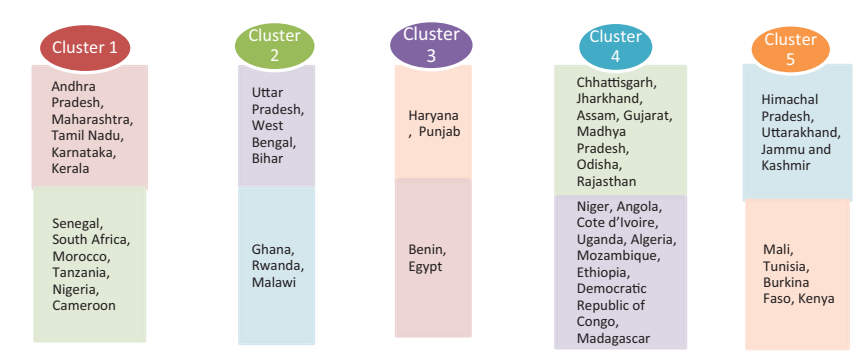 Cluster 1
Andhra
Pradesh,
Maharashtra,
Tamil Nadu,
Karnataka,
Kerala
Senegal,
South Africa,
Morocco,
Tanzania,
Nigeria,
Cameroon
Cluster
2
Uttar
Pradesh,
West
Bengal,
Bihar
Ghana,
Rwanda,
Malawi
Cluster
3
Haryana
, Punjab
Benin,
Egypt
Cluster
4
Chhattisgarh,
Jharkhand,
Assam, Gujarat,
Madhya
Pradesh,
Odisha,
Rajasthan
Niger, Angola,
Cote d’Ivoire,
Uganda, Algeria,
Mozambique,
Ethiopia,
Democratic
Republic of
Congo,
Madagascar
Cluster
5
Himachal
Pradesh,
Uttarakhand,
Jammu and
Kashmir
Mali,
Tunisia,
Burkina
Faso, Kenya